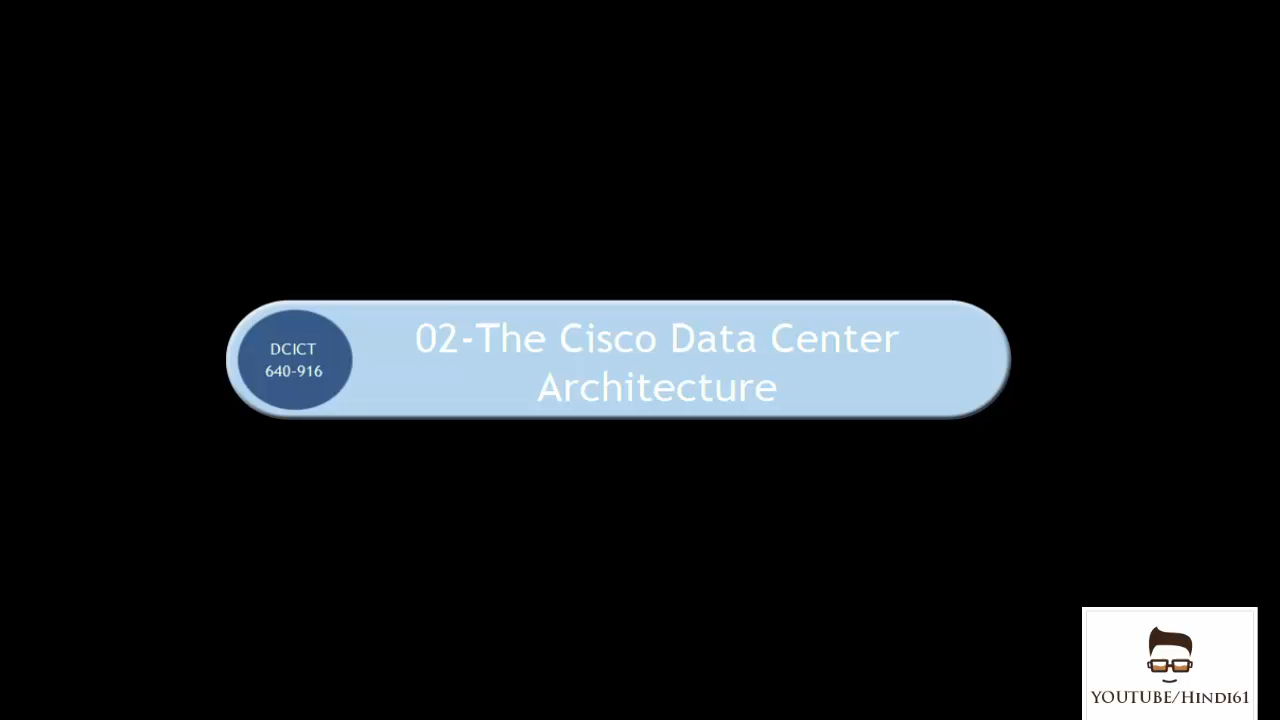 DCICT
640-916
02-The Cisco Data Center
Architecture
YOUTUBE/HINDI61